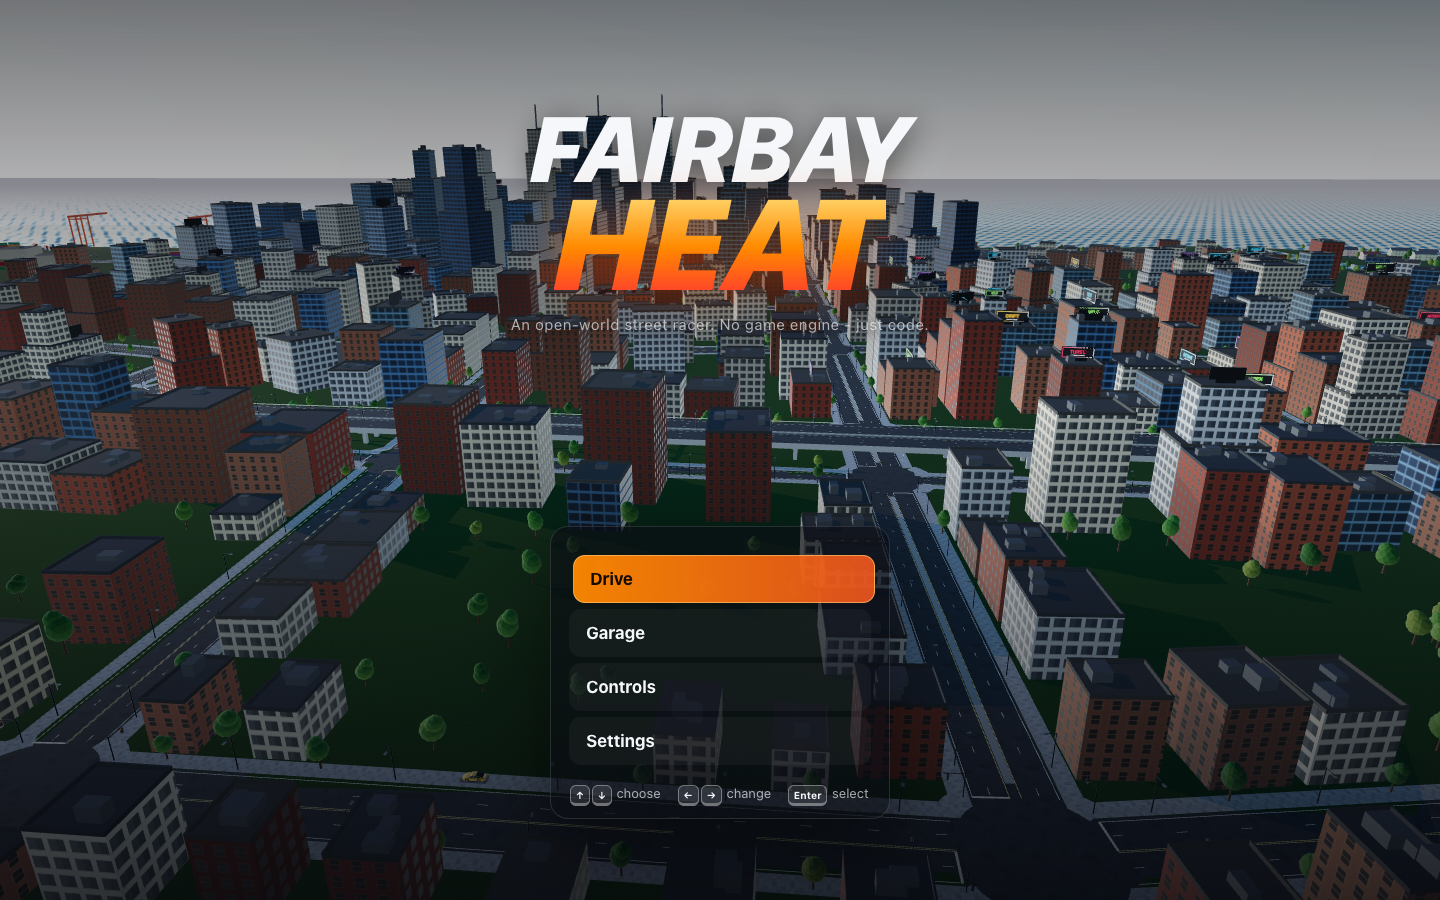 FAIRBAY
HEAT
An open-world street racer. No game engine – just code.
Drive
Garage
Controls
Settings
↑ ↓ choose ← → change Enter select